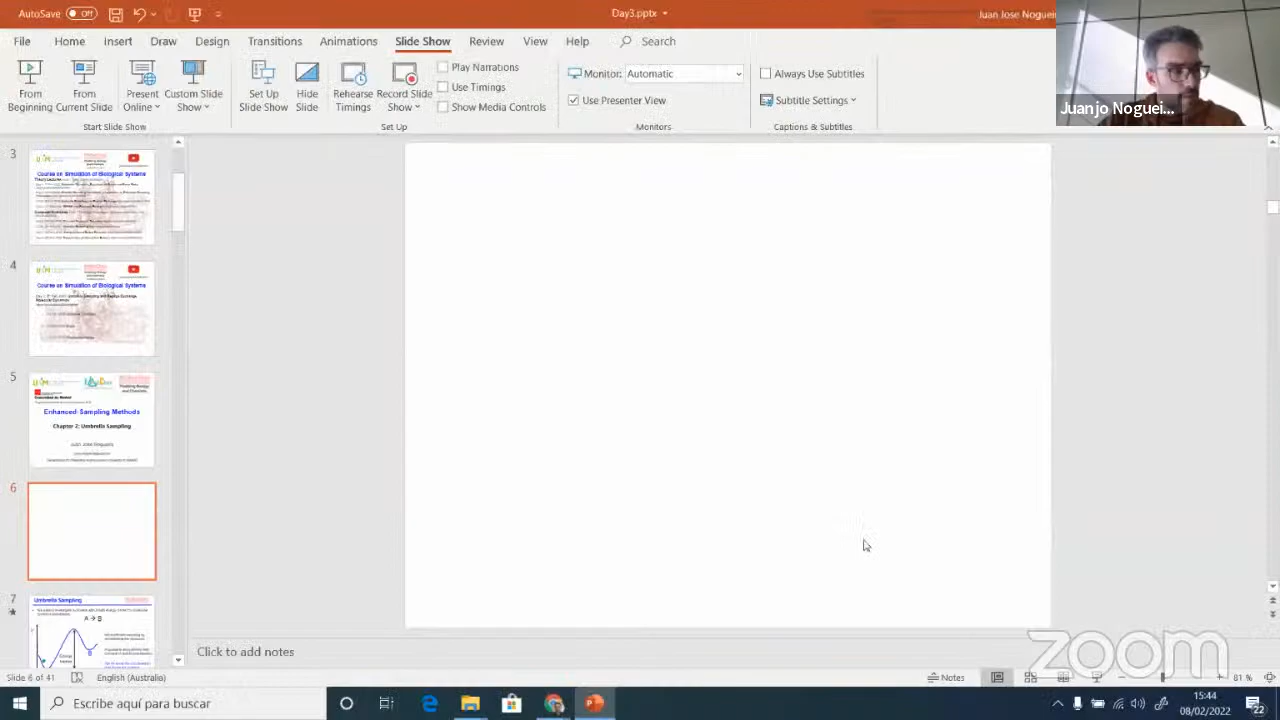 AutoSave Off
Day3.pptx
Juan Jose Noguei
File Home Insert Draw Design Transitions Animations Slide Show Review View Help Search
Play Narrations
Use Timings
Show Media Controls
Monitor: Automatic
Use Presenter View
Always Use Subtitles
Subtitle Settings
From Beginning
From Current Slide
Present Online
Custom Slide Show
Set Up Slide Show
Hide Slide
Rehearse Timings
Record Slide Show
Start Slide Show
Set Up
Monitors
Captions & Subtitles
Juanjo Noguei...
Course on Simulation of Biological Systems
Theory Lectures
4
Course on Simulation of Biological Systems
5
Enhanced Sampling Methods
Chapter 2: Umbrella Sampling
6
7
Umbrella Sampling
A → B
Click to add notes
zoom
Slide 6 of 41
English (Australia)
Notes
81 %
Escribe aquí para buscar
15:44
08/02/2022
22